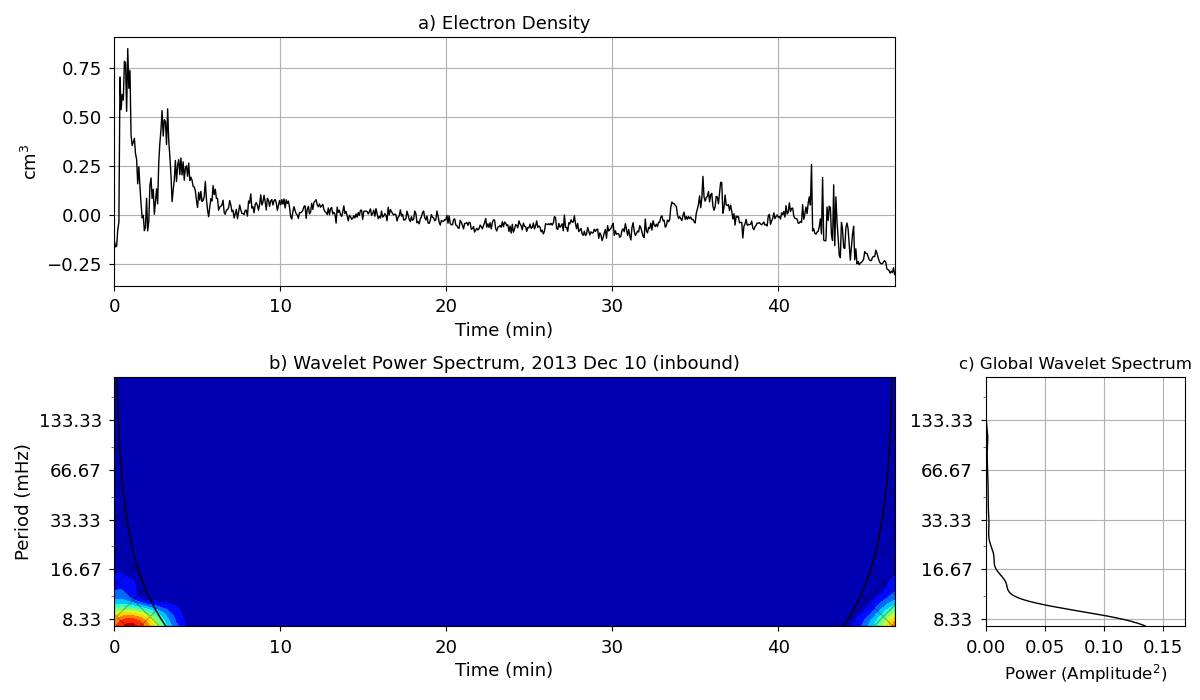 a) Electron Density
0.75
0.50
0.25
0.00
−0.25
cm³
0 10 20 30 40
Time (min)
b) Wavelet Power Spectrum, 2013 Dec 10 (inbound)
133.33
66.67
33.33
16.67
8.33
Period (mHz)
0 10 20 30 40
Time (min)
c) Global Wavelet Spectrum
133.33
66.67
33.33
16.67
8.33
0.00 0.05 0.10 0.15
Power (Amplitude²)